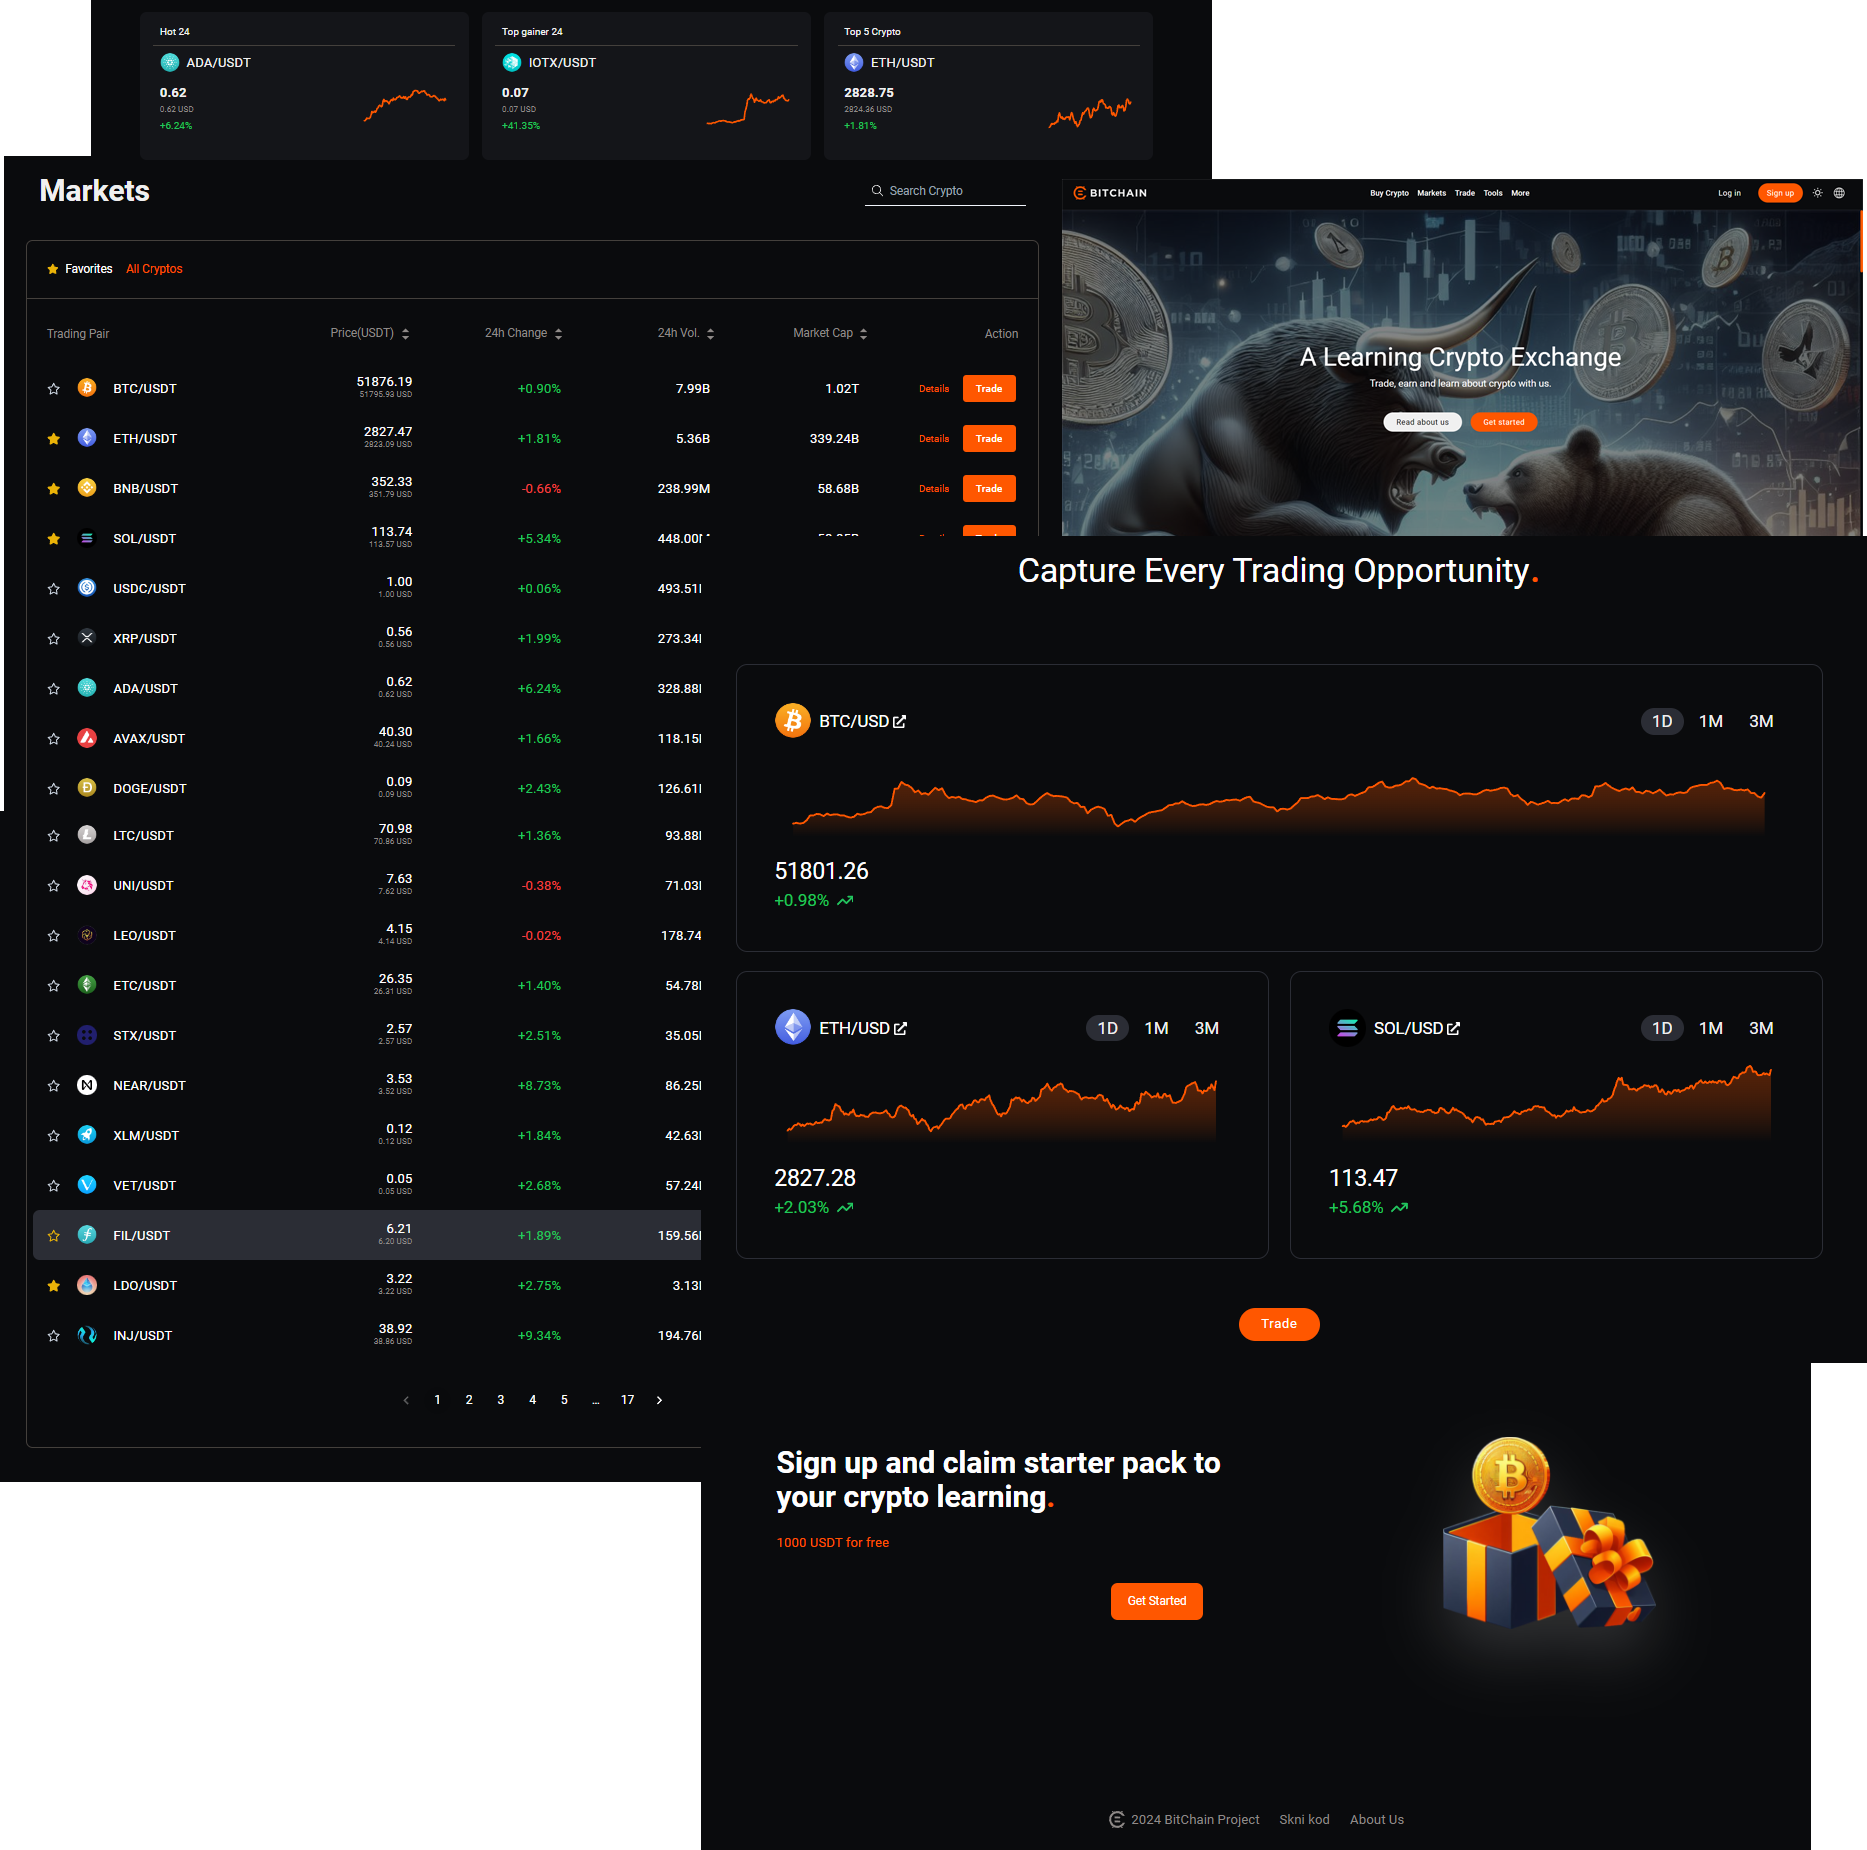 Hot 24
ADA/USDT
0.62
0.62 USD
+6.24%
Top gainer 24
IOTX/USDT
0.07
0.07 USD
+41.35%
Top 5 Crypto
ETH/USDT
2828.75
2824.36 USD
+1.81%
Markets
Search Crypto
Favorites All Cryptos
Trading Pair Price(USDT) 24h Change 24h Vol. Market Cap Action
BTC/USDT 51876.19 +0.90% 7.99B 1.02T Details Trade
51795.93 USD
ETH/USDT 2827.47 +1.81% 5.36B 339.24B Details Trade
2823.09 USD
BNB/USDT 352.33 -0.66% 238.99M 58.68B Details Trade
351.79 USD
SOL/USDT 113.74 +5.34% 448.00M
113.57 USD
USDC/USDT 1.00 +0.06% 493.51
1.00 USD
XRP/USDT 0.56 +1.99% 273.34
0.56 USD
ADA/USDT 0.62 +6.24% 328.88
0.62 USD
AVAX/USDT 40.30 +1.66% 118.15
40.24 USD
DOGE/USDT 0.09 +2.43% 126.61
0.09 USD
LTC/USDT 70.98 +1.36% 93.88
70.86 USD
UNI/USDT 7.63 -0.38% 71.03
7.62 USD
LEO/USDT 4.15 -0.02% 178.74
4.14 USD
ETC/USDT 26.35 +1.40% 54.78
26.31 USD
STX/USDT 2.57 +2.51% 35.05
2.57 USD
NEAR/USDT 3.53 +8.73% 86.25
3.52 USD
XLM/USDT 0.12 +1.84% 42.63
0.12 USD
VET/USDT 0.05 +2.68% 57.24
0.05 USD
FIL/USDT 6.21 +1.89% 159.56
6.20 USD
LDO/USDT 3.22 +2.75% 3.13
3.22 USD
INJ/USDT 38.92 +9.34% 194.76
38.86 USD
< 1 2 3 4 5 ... 17 >
BITCHAIN Buy Crypto Markets Trade Tools More Log in Sign up
A Learning Crypto Exchange
Trade, earn and learn about crypto with us.
Read about us Get started
Capture Every Trading Opportunity.
BTC/USD 1D 1M 3M
51801.26
+0.98%
ETH/USD 1D 1M 3M
2827.28
+2.03%
SOL/USD 1D 1M 3M
113.47
+5.68%
Trade
Sign up and claim starter pack to
your crypto learning.
1000 USDT for free
Get Started
2024 BitChain Project Skni kod About Us